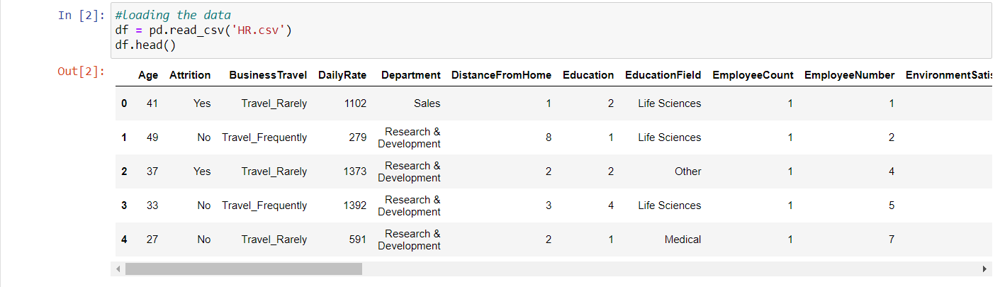 In [2]: #loading the data
df = pd.read_csv('HR.csv')
df.head()
Out[2]:
Age Attrition BusinessTravel DailyRate Department DistanceFromHome Education EducationField EmployeeCount EmployeeNumber EnvironmentSatis
0 41 Yes Travel_Rarely 1102 Sales 1 2 Life Sciences 1 1
1 49 No Travel_Frequently 279 Research & Development 8 1 Life Sciences 1 2
2 37 Yes Travel_Rarely 1373 Research & Development 2 2 Other 1 4
3 33 No Travel_Frequently 1392 Research & Development 3 4 Life Sciences 1 5
4 27 No Travel_Rarely 591 Research & Development 2 1 Medical 1 7